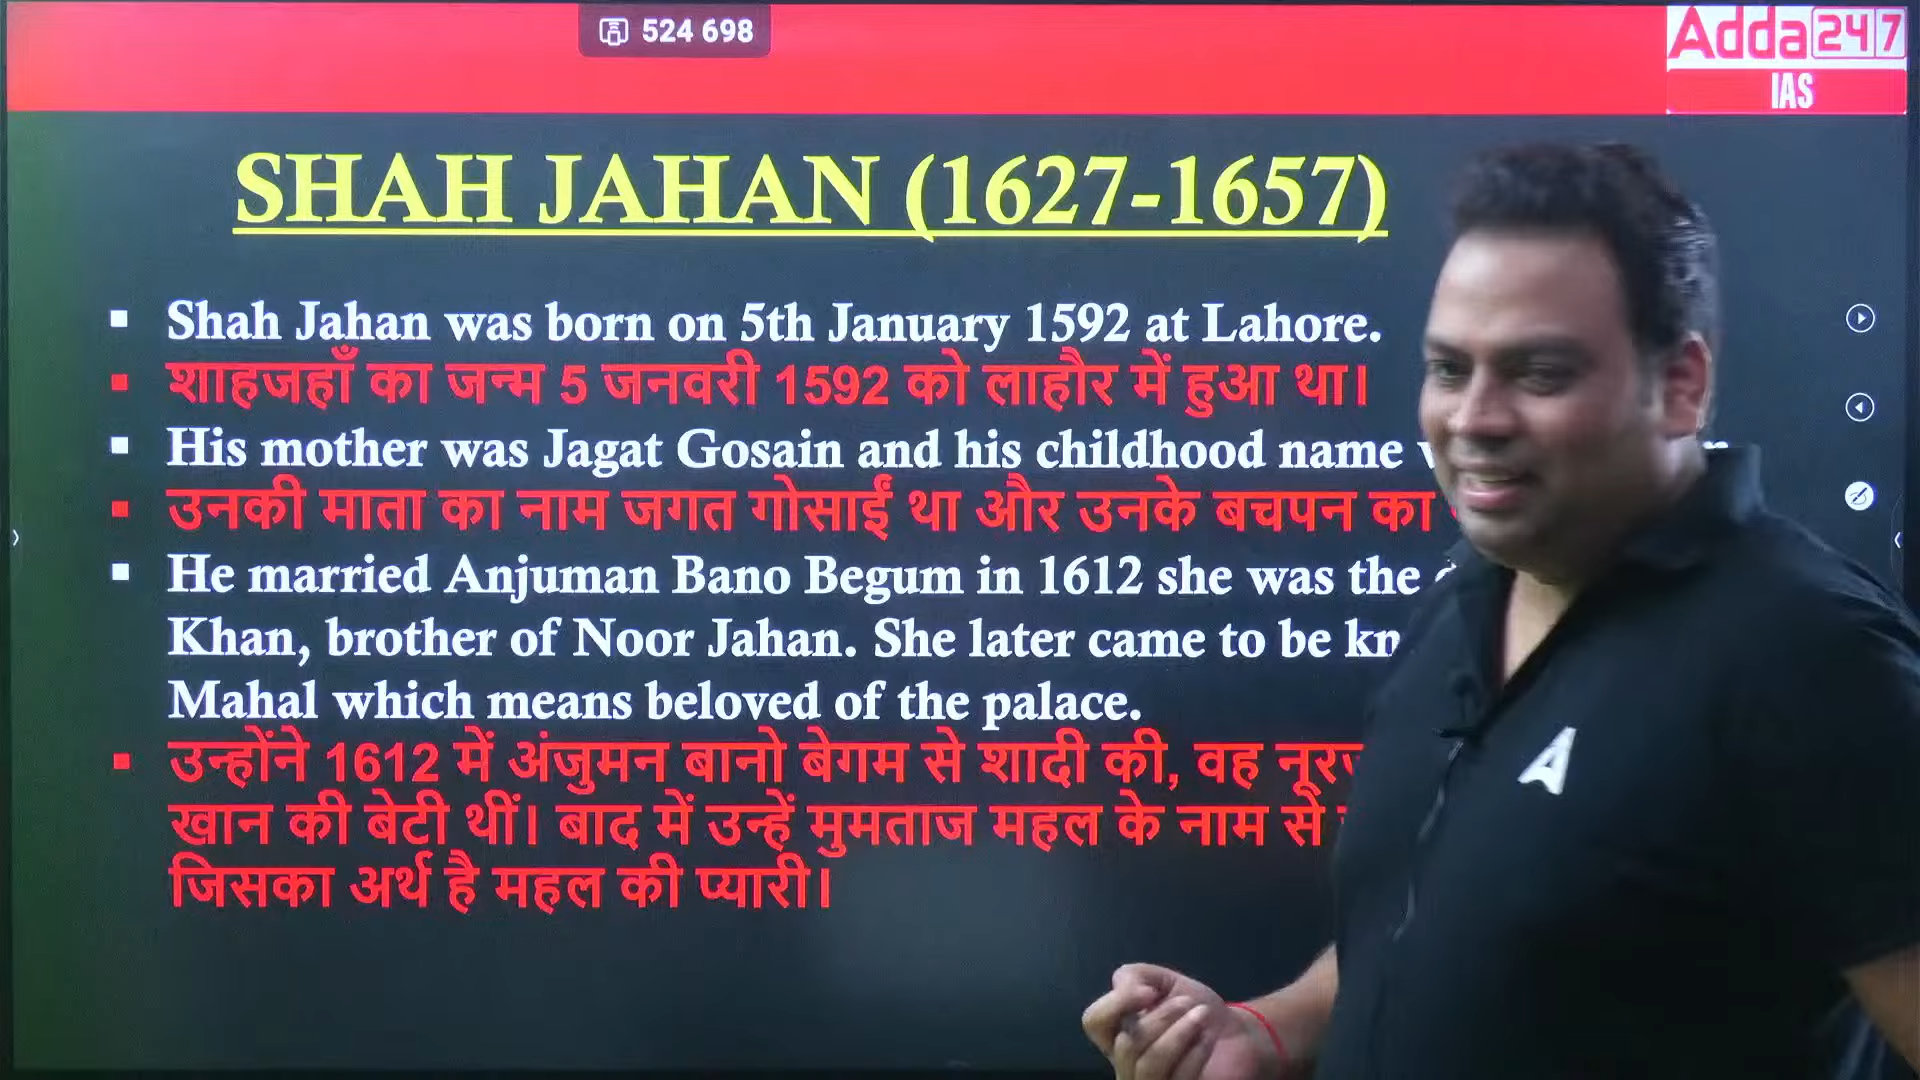 524 698
Adda247
IAS
SHAH JAHAN (1627-1657)
▪ Shah Jahan was born on 5th January 1592 at Lahore.
▪ शाहजहाँ का जन्म 5 जनवरी 1592 को लाहौर में हुआ था।
▪ His mother was Jagat Gosain and his childhood name
▪ उनकी माता का नाम जगत गोसाईं था और उनके बचपन का
▪ He married Anjuman Bano Begum in 1612 she was the
Khan, brother of Noor Jahan. She later came to be
Mahal which means beloved of the palace.
▪ उन्होंने 1612 में अंजुमन बानो बेगम से शादी की, वह
खान की बेटी थीं। बाद में उन्हें मुमताज महल के नाम से
जिसका अर्थ है महल की प्यारी।